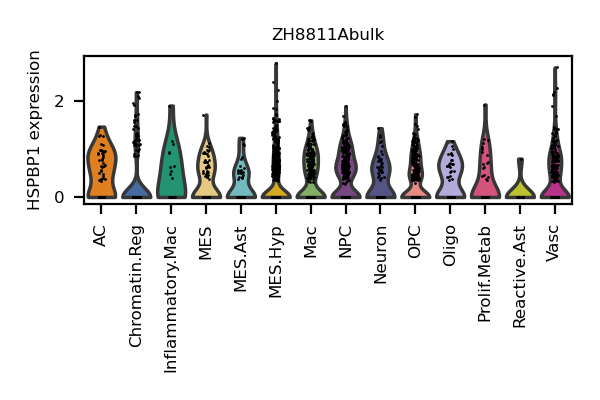 ZH8811Abulk
HSPBP1 expression
2
0
AC
Chromatin.Reg
Inflammatory.Mac
MES
MES.Ast
MES.Hyp
Mac
NPC
Neuron
OPC
Oligo
Prolif.Metab
Reactive.Ast
Vasc